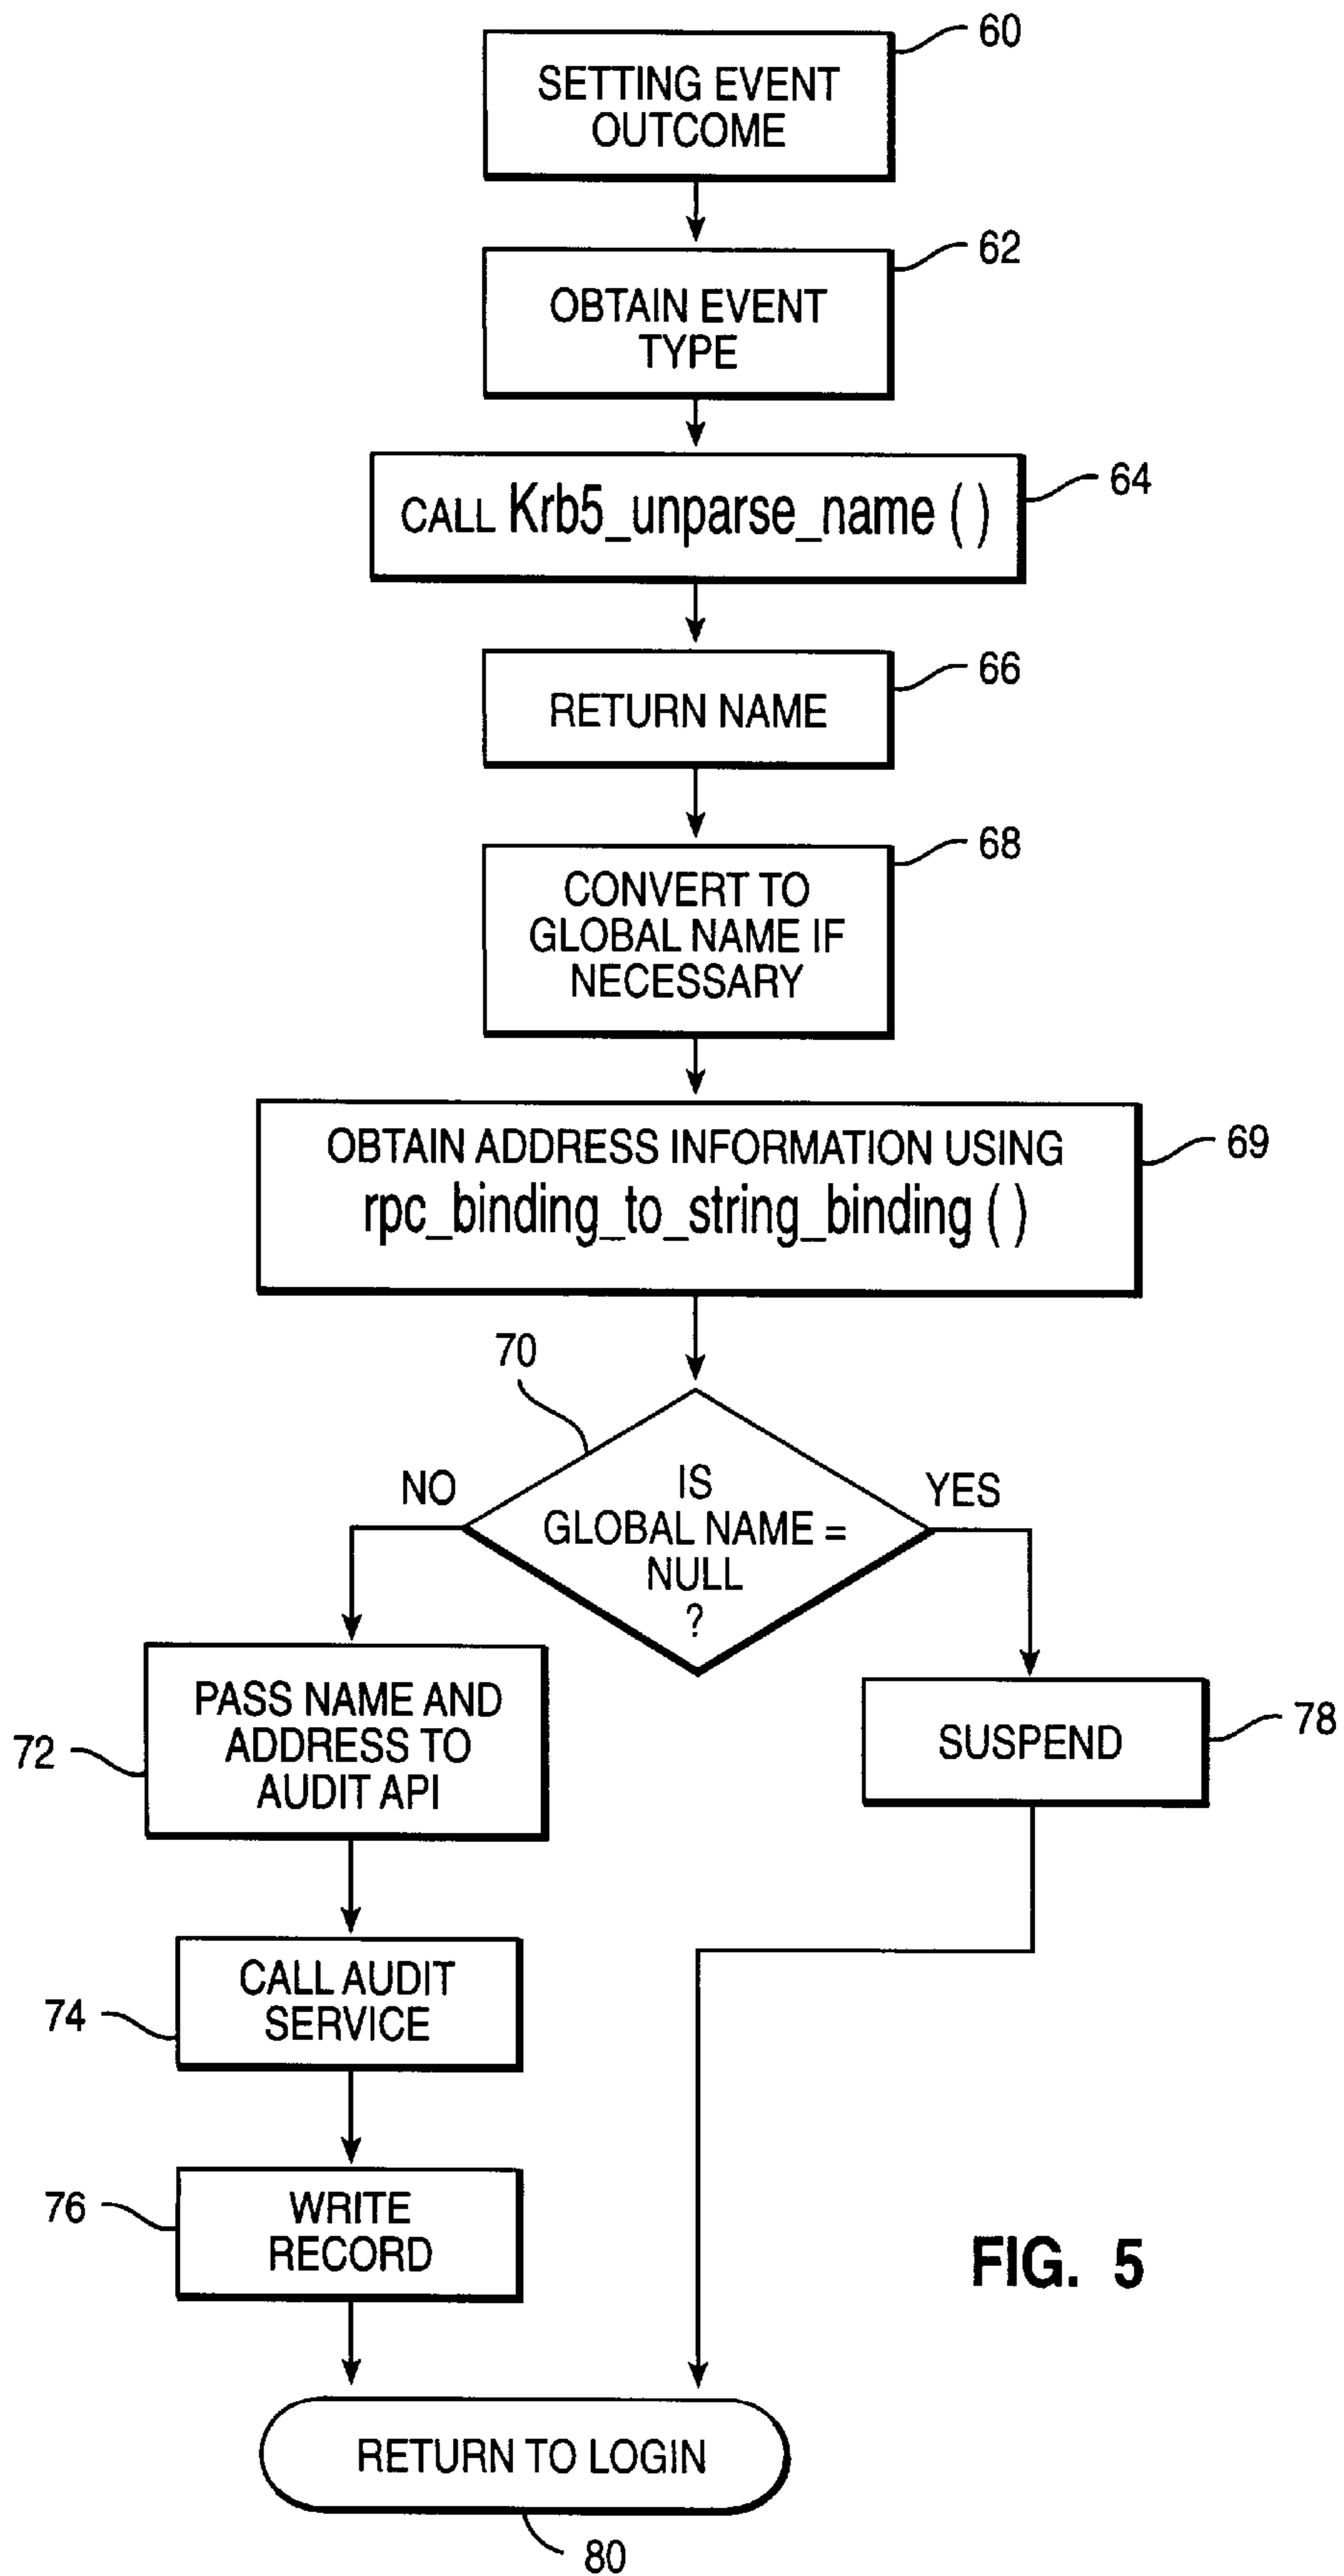 60
SETTING EVENT
OUTCOME
62
OBTAIN EVENT
TYPE
64
CALL Krb5_unparse_name ( )
66
RETURN NAME
68
CONVERT TO
GLOBAL NAME IF
NECESSARY
69
OBTAIN ADDRESS INFORMATION USING
rpc_binding_to_string_binding ( )
70
NO
IS
GLOBAL NAME =
NULL
?
YES
72
PASS NAME AND
ADDRESS TO
AUDIT API
78
SUSPEND
74
CALL AUDIT
SERVICE
76
WRITE
RECORD
FIG. 5
RETURN TO LOGIN
80